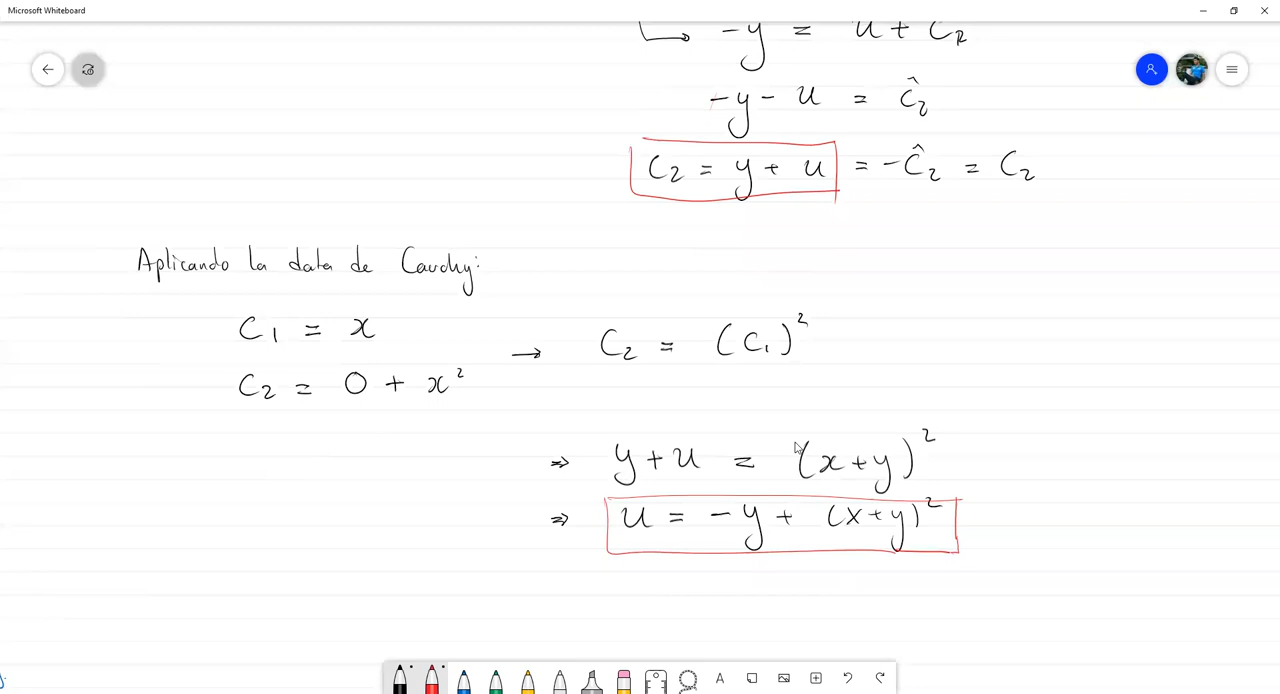 Microsoft Whiteboard
-y = u + C₂
-y - u = Ĉ₂
C₂ = y + u = -Ĉ₂ = C₂
Aplicando la data de Cauchy:
C₁ = x
C₂ = 0 + x²
→ C₂ = (C₁)²
⇒ y + u = (x+y)²
⇒ u = -y + (x+y)²
A